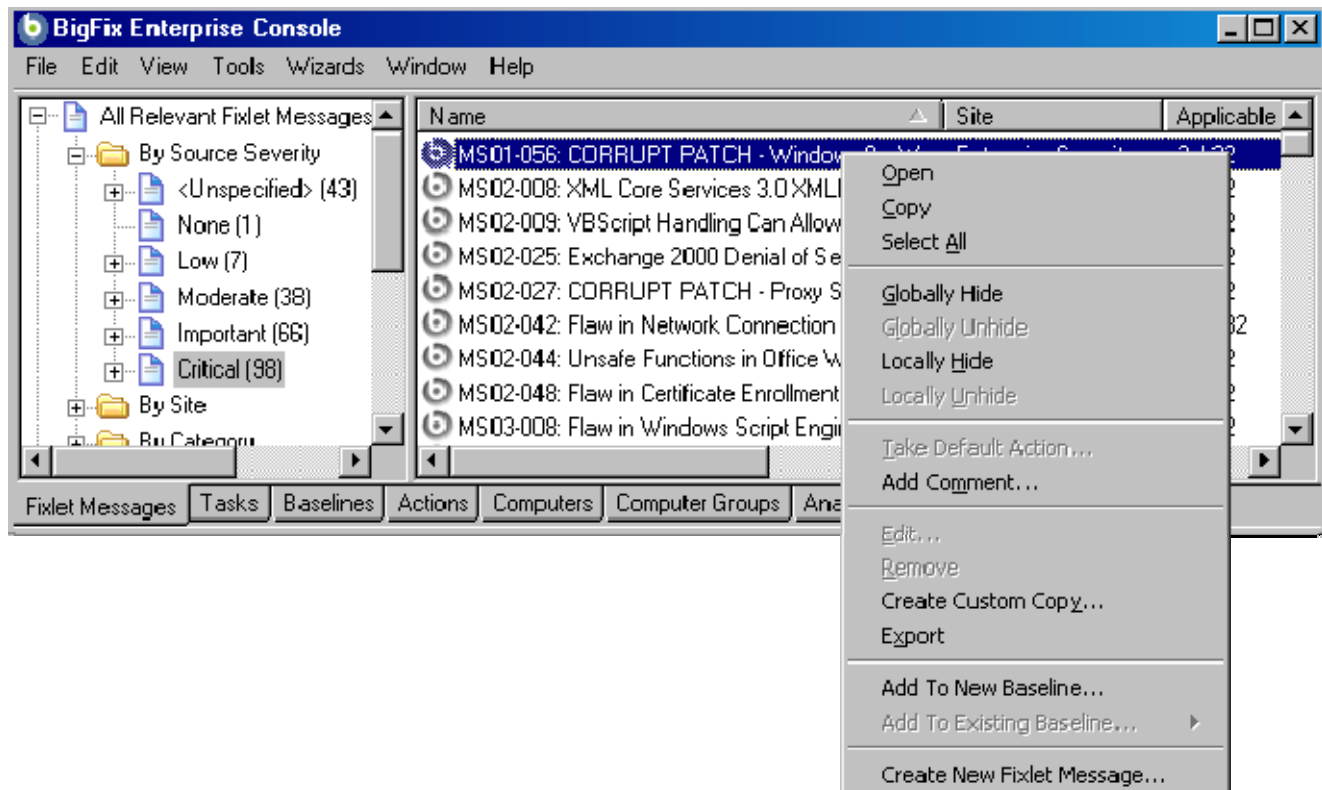 BigFix Enterprise Console
File Edit View Tools Wizards Window Help
All Relevant Fixlet Messages
By Source Severity
<Unspecified> (43)
None (1)
Low (7)
Moderate (38)
Important (66)
Critical (98)
By Site
By Category
Name Site Applicable
MS01-056: CORRUPT PATCH - Window
MS02-008: XML Core Services 3.0
MS02-009: VBScript Handling Can Allow
MS02-025: Exchange 2000 Denial of
MS02-027: CORRUPT PATCH - Proxy
MS02-042: Flaw in Network Connection
MS02-044: Unsafe Functions in Office
MS02-048: Flaw in Certificate Enrollment
MS03-008: Flaw in Windows Script
Fixlet Messages Tasks Baselines Actions Computers Computer Groups Ana
Open
Copy
Select All
Globally Hide
Globally Unhide
Locally Hide
Locally Unhide
Take Default Action...
Add Comment...
Edit...
Remove
Create Custom Copy...
Export
Add To New Baseline...
Add To Existing Baseline...
Create New Fixlet Message...